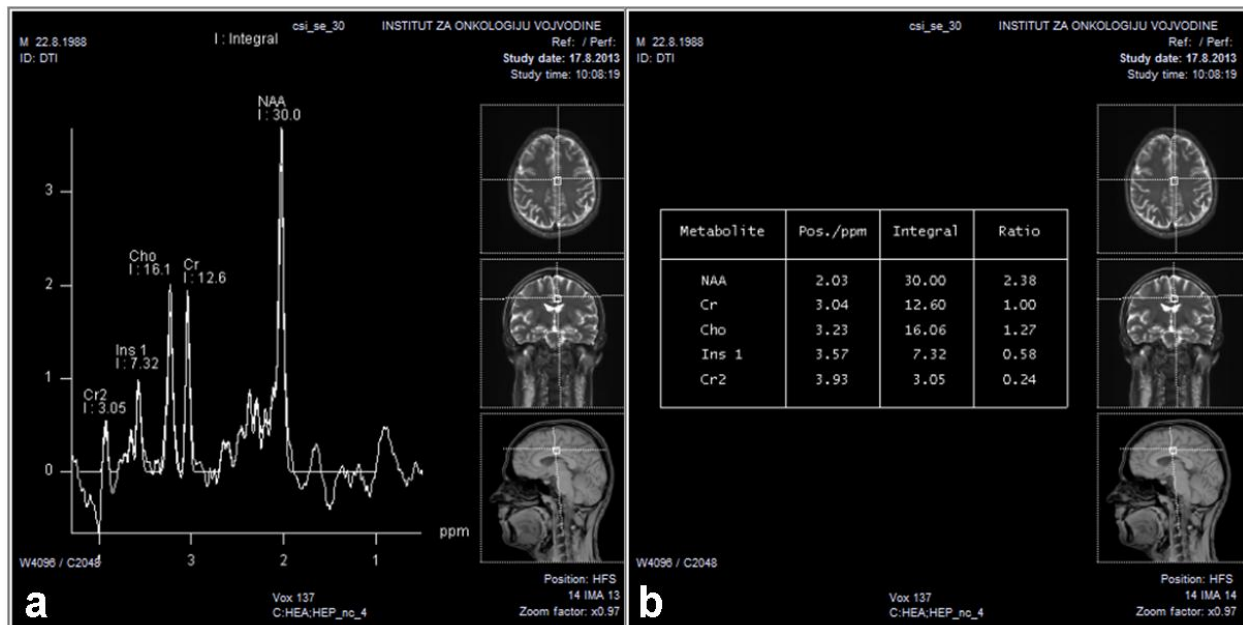 csi_se_30 INSTITUT ZA ONKOLOGIJU VOJVODINE
M 22.8.1988 I : Integral Ref: / Perf:
ID: DTI Study date: 17.8.2013
Study time: 10:08:19
NAA
I : 30.0
3
2
1
0
Cho
I : 16.1
Cr
I : 12.6
Ins 1
I : 7.32
Cr2
I : 3.05
4 3 2 1 ppm
W4096 / C2048
Position: HFS
Vox 137 14 IMA 13
C:HEA;HEP_nc_4 Zoom factor: x0.97
a
csi_se_30 INSTITUT ZA ONKOLOGIJU VOJVODINE
M 22.8.1988 Ref: / Perf:
ID: DTI Study date: 17.8.2013
Study time: 10:08:19
Metabolite Pos./ppm Integral Ratio
NAA 2.03 30.00 2.38
Cr 3.04 12.60 1.00
Cho 3.23 16.06 1.27
Ins 1 3.57 7.32 0.58
Cr2 3.93 3.05 0.24
W4096 / C2048
Position: HFS
Vox 137 14 IMA 14
C:HEA;HEP_nc_4 Zoom factor: x0.97
b